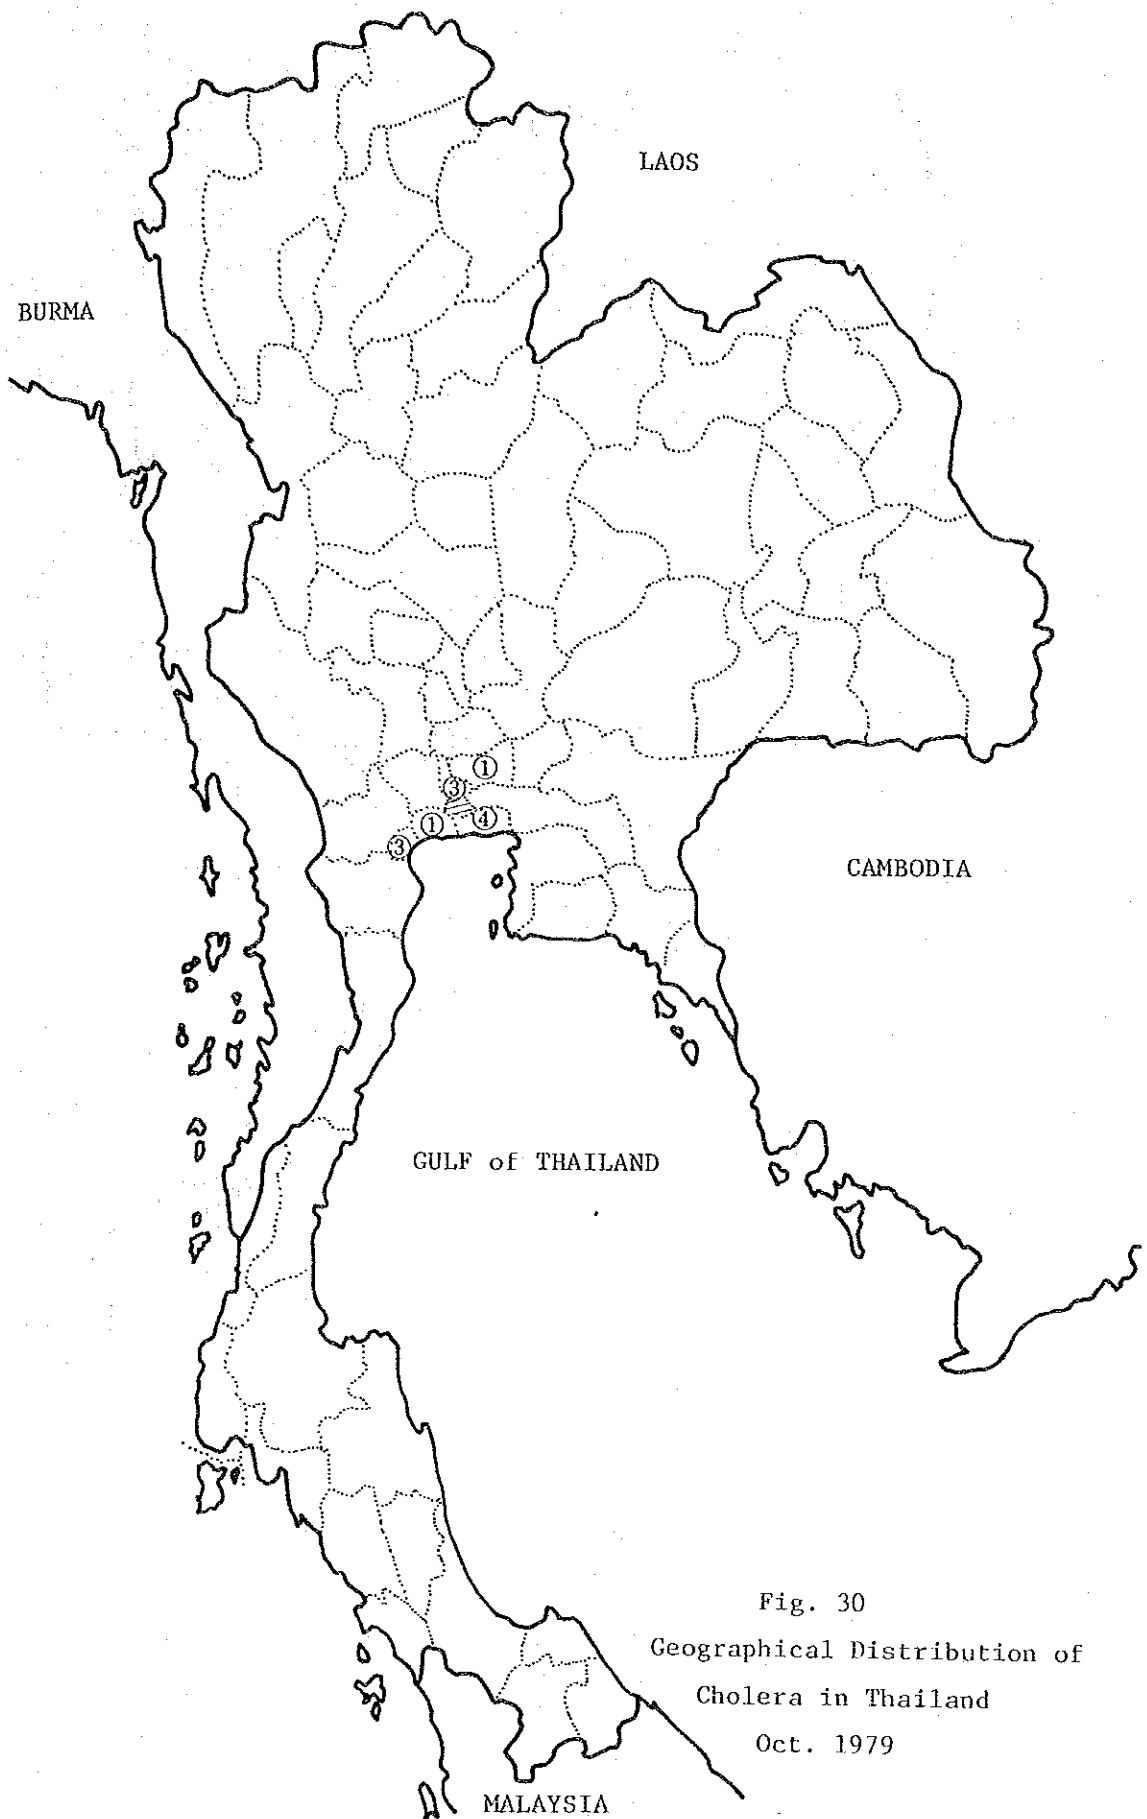 LAOS
BURMA
①
③
①
④
③
CAMBODIA
GULF of THAILAND
Fig. 30
Geographical Distribution of
Cholera in Thailand
Oct. 1979
MALAYSIA